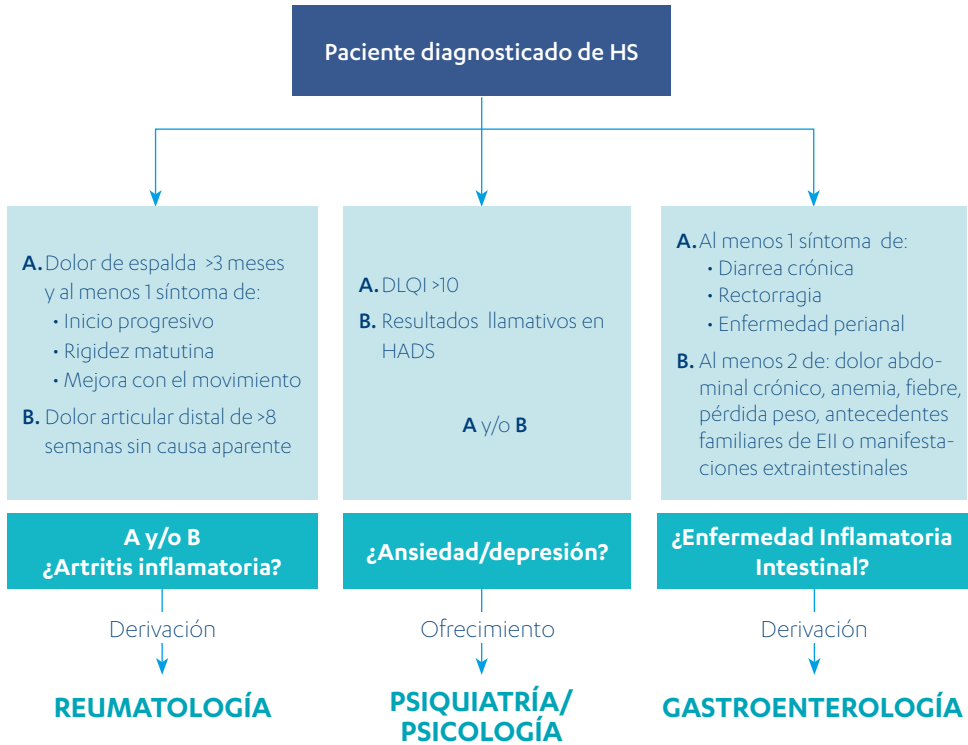 Paciente diagnosticado de HS
A. Dolor de espalda >3 meses
y al menos 1 síntoma de:
• Inicio progresivo
• Rigidez matutina
• Mejora con el movimiento
B. Dolor articular distal de >8
semanas sin causa aparente
A y/o B
¿Artritis inflamatoria?
Derivación
REUMATOLOGÍA
A. DLQI >10
B. Resultados llamativos en
HADS
A y/o B
¿Ansiedad/depresión?
Ofrecimiento
PSIQUIATRÍA/
PSICOLOGÍA
A. Al menos 1 síntoma de:
• Diarrea crónica
• Rectorragia
• Enfermedad perianal
B. Al menos 2 de: dolor abdo-
minal crónico, anemia, fiebre,
pérdida peso, antecedentes
familiares de EII o manifesta-
ciones extraintestinales
¿Enfermedad Inflamatoria
Intestinal?
Derivación
GASTROENTEROLOGÍA